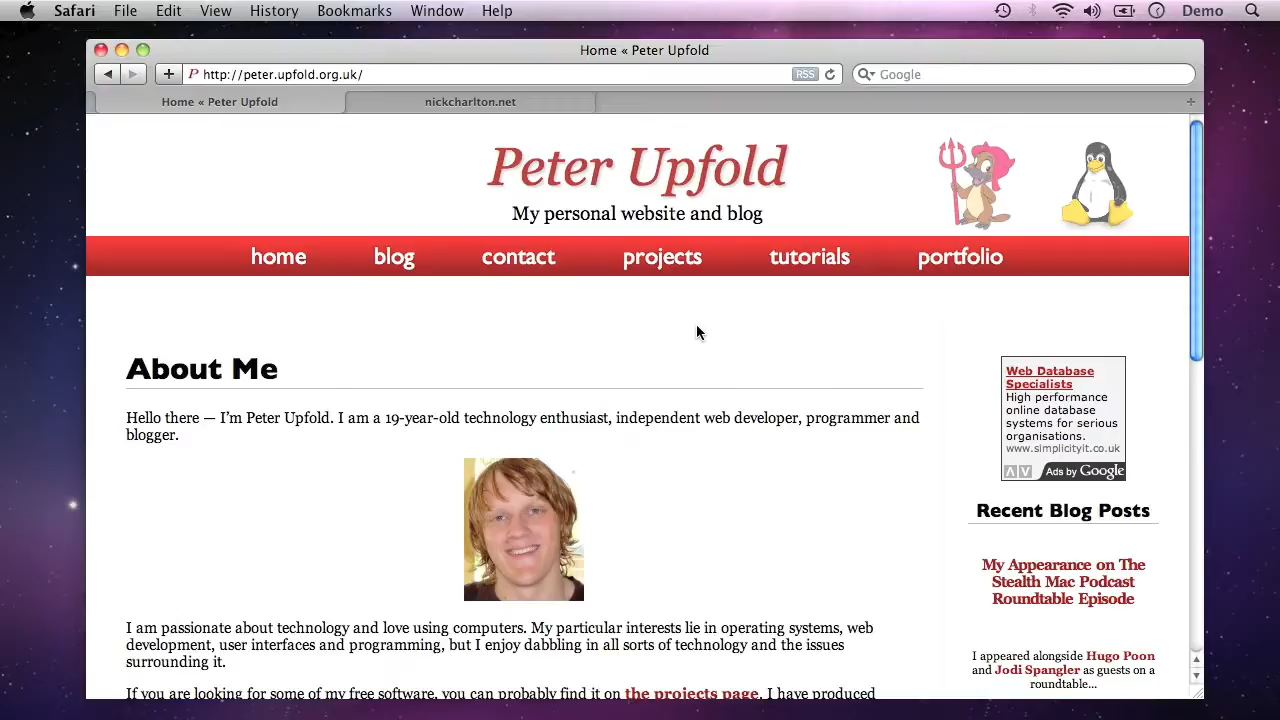 Safari File Edit View History Bookmarks Window Help Demo
Home « Peter Upfold
P http://peter.upfold.org.uk/ RSS Google
Home « Peter Upfold nickcharlton.net
Peter Upfold
My personal website and blog
home blog contact projects tutorials portfolio
About Me
Hello there — I'm Peter Upfold. I am a 19-year-old technology enthusiast, independent web developer, programmer and
blogger.
I am passionate about technology and love using computers. My particular interests lie in operating systems, web
development, user interfaces and programming, but I enjoy dabbling in all sorts of technology and the issues
surrounding it.
If you are looking for some of my free software, you can probably find it on the projects page. I have produced
Web Database
Specialists
High performance
online database
systems for serious
organisations.
www.simplicityit.co.uk
Ads by Google
Recent Blog Posts
My Appearance on The
Stealth Mac Podcast
Roundtable Episode
I appeared alongside Hugo Poon
and Jodi Spangler as guests on a
roundtable...